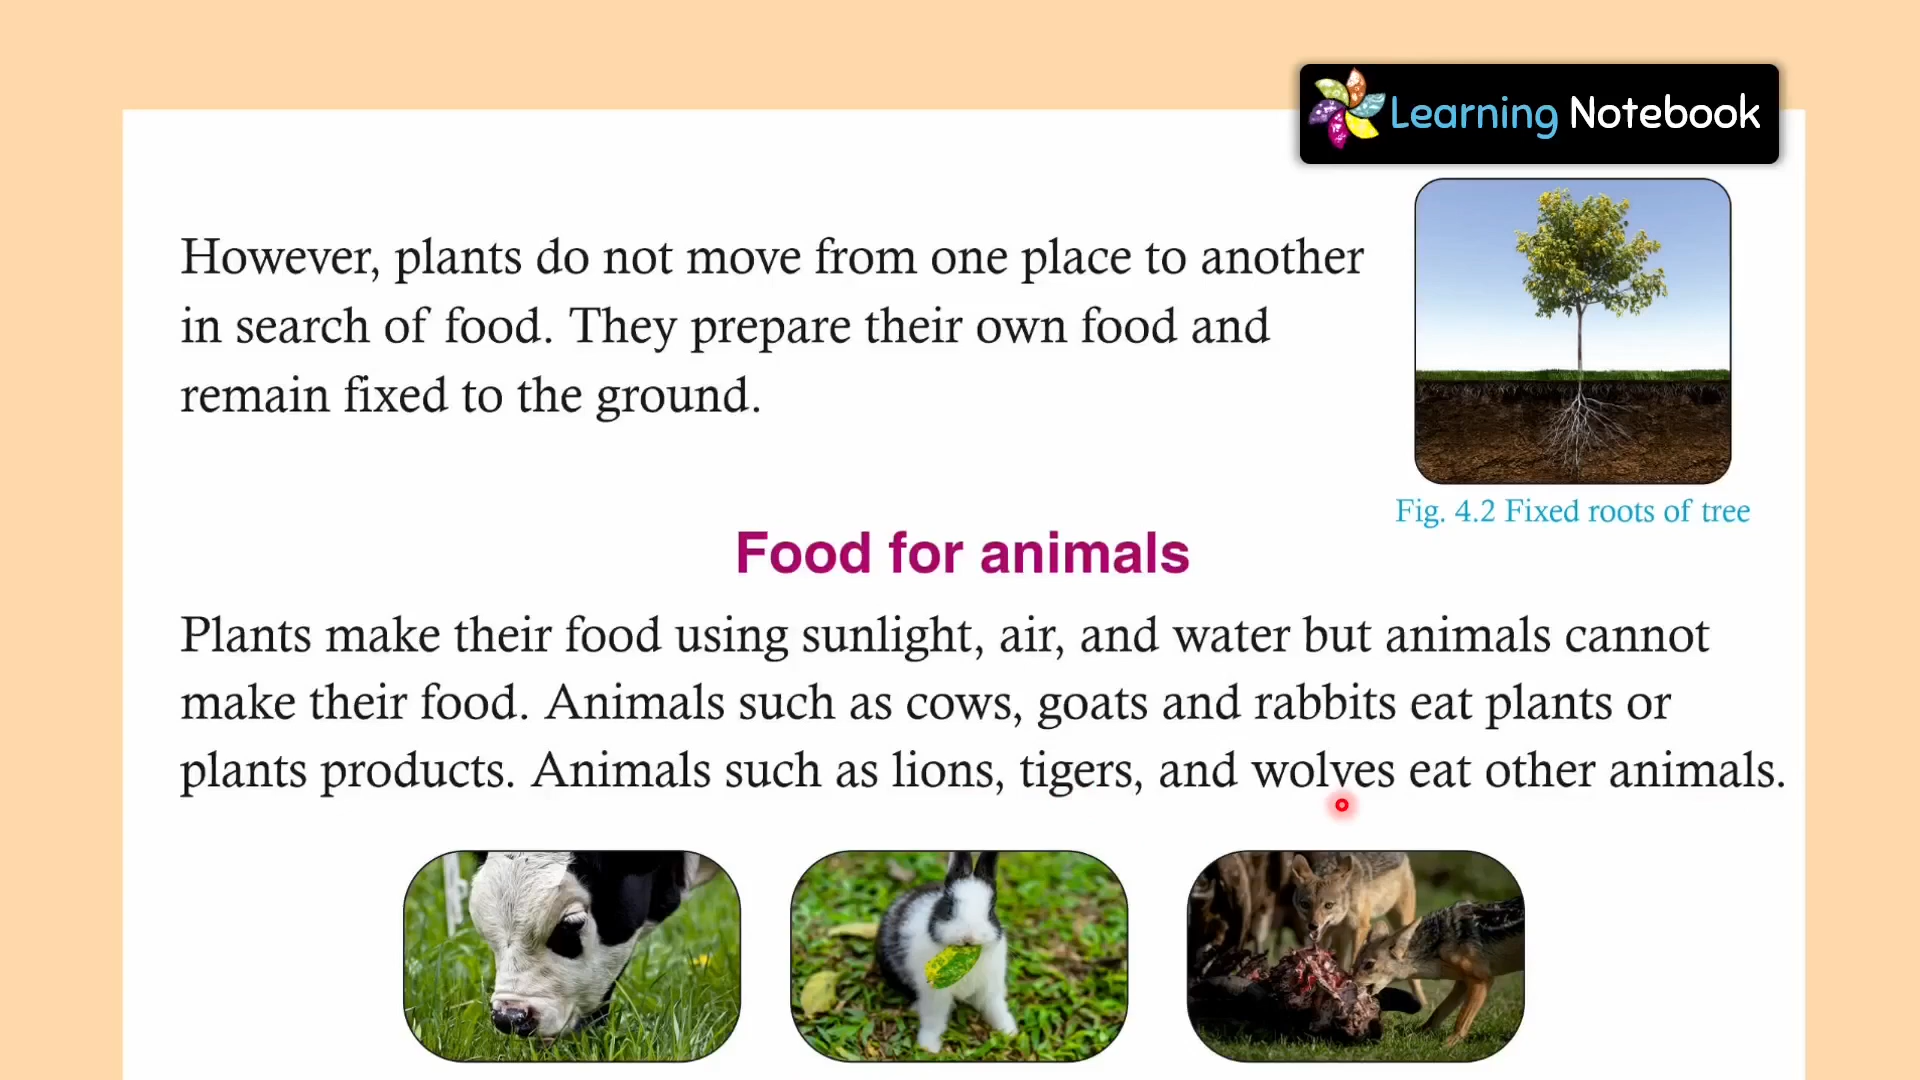 Learning Notebook
However, plants do not move from one place to another
in search of food. They prepare their own food and
remain fixed to the ground.
Fig. 4.2 Fixed roots of tree
Food for animals
Plants make their food using sunlight, air, and water but animals cannot
make their food. Animals such as cows, goats and rabbits eat plants or
plants products. Animals such as lions, tigers, and wolves eat other animals.